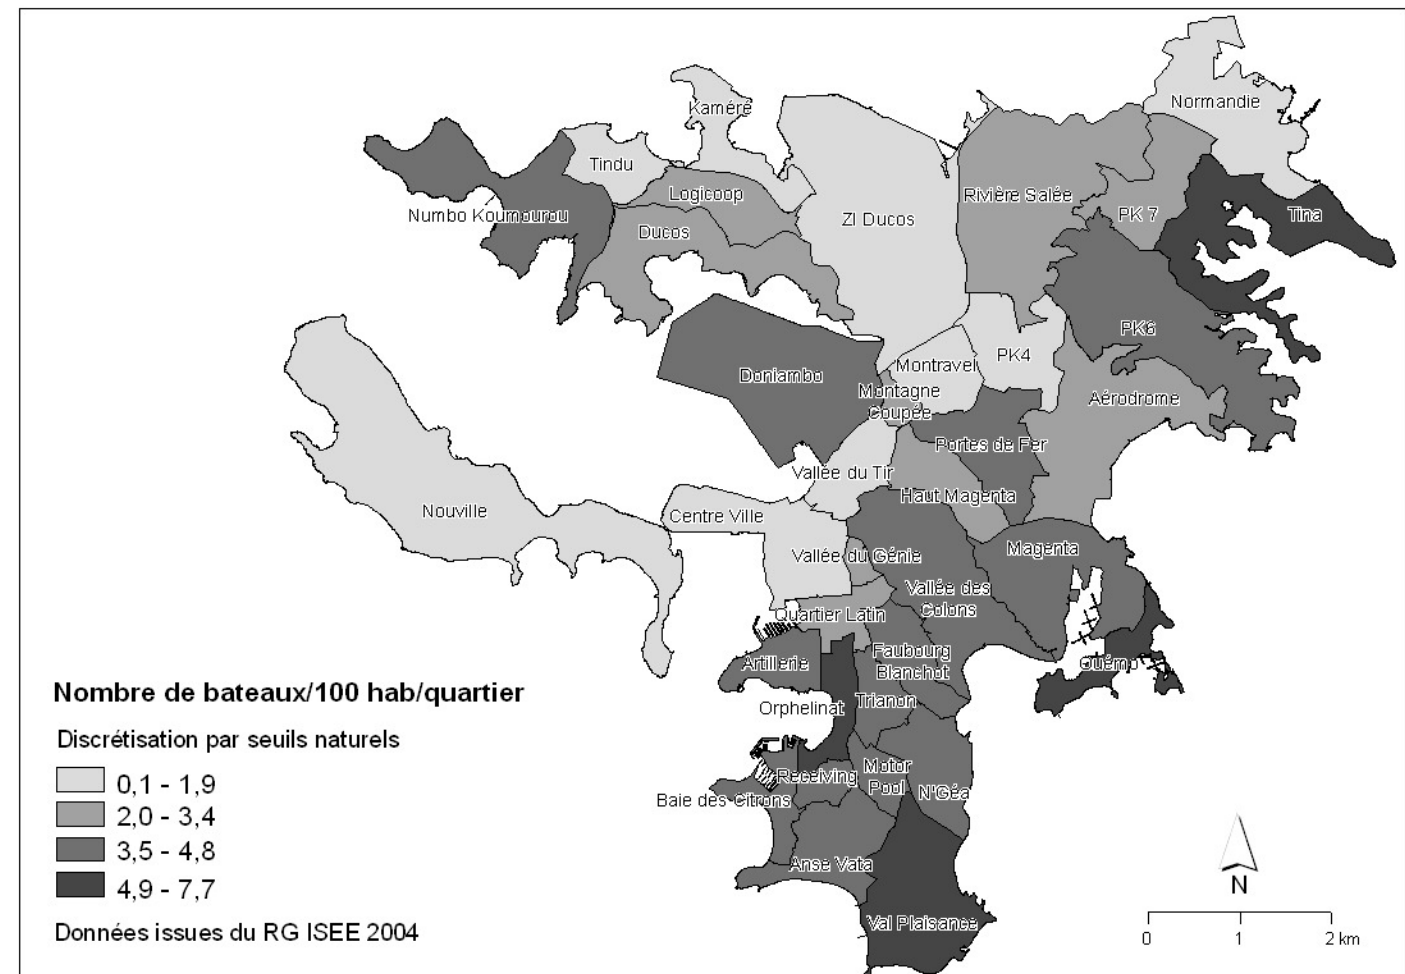 Normandie
Kaméré
Tindu
Logicoop
Rivière Salée
Numbo Koumourou
PK 7
Tina
ZI Ducos
Ducos
PK6
PK4
Montravel
Doniambo
Montagne
Coupée
Aérodrome
Portes de Fer
Vallée du Tir
Haut Magenta
Nouville
Centre Ville
Magenta
Vallée du Génie
Vallée des
Colons
Quartier Latin
Faubourg
Blanchot
Artillerie
Ouémo
Trianon
Orphelinat
Motor
Pool
Receiving
N'Géa
Baie des Citrons
Anse Vata
Val Plaisance
Nombre de bateaux/100 hab/quartier
Discrétisation par seuils naturels
0,1 - 1,9
2,0 - 3,4
3,5 - 4,8
4,9 - 7,7
Données issues du RG ISEE 2004
N
0 1 2 km